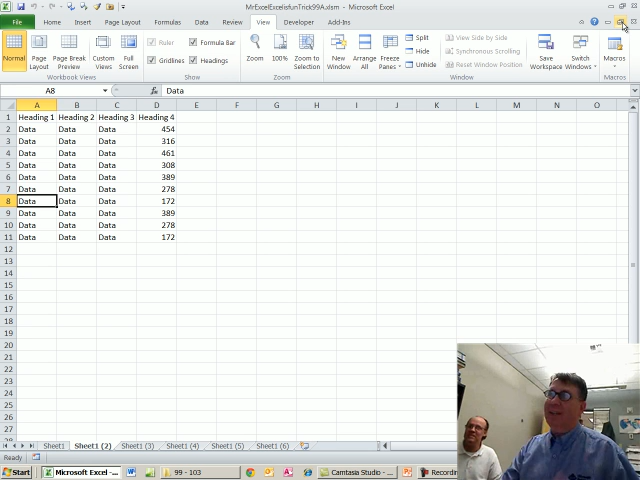 MrExcelExcelisfunTrick99A.xlsm - Microsoft Excel
File Home Insert Page Layout Formulas Data Review View Developer Add-Ins
Normal Page Layout Page Break Preview Custom Views Full Screen
Workbook Views
Ruler Formula Bar
Gridlines Headings
Show
Zoom 100% Zoom to Selection
Zoom
New Window Arrange All Freeze Panes
Split
Hide
Unhide
View Side by Side
Synchronous Scrolling
Reset Window Position
Window
Save Workspace Switch Windows
Macros
Macros
A8 fx Data
A B C D E F G H I J K L M N O
1 Heading 1 Heading 2 Heading 3 Heading 4
2 Data Data Data 454
3 Data Data Data 316
4 Data Data Data 461
5 Data Data Data 308
6 Data Data Data 389
7 Data Data Data 278
8 Data Data Data 172
9 Data Data Data 389
10 Data Data Data 278
11 Data Data Data 172
12
13
14
15
16
17
18
19
20
21
22
23
24
25
26
27
28
Sheet1 Sheet1 (2) Sheet1 (3) Sheet1 (4) Sheet1 (5) Sheet1 (6)
Ready
Start Microsoft Excel -... 99 - 103 Camtasia Studio -... Recording